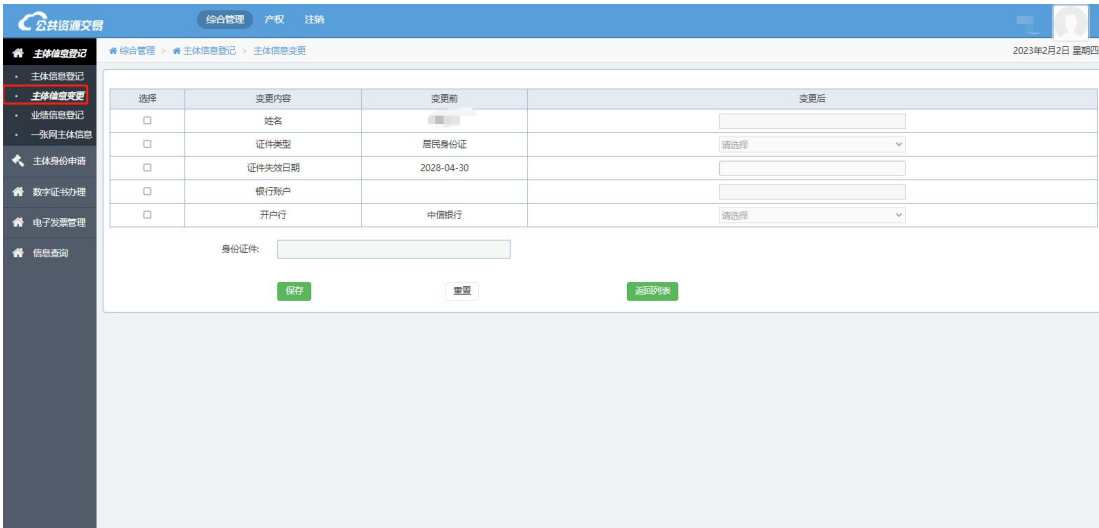 公共资源交易
综合管理 产权 注销
主体信息登记
综合管理 > 主体信息登记 > 主体信息变更
2023年2月2日 星期四
· 主体信息登记
· 主体信息变更
· 业绩信息登记
· 一张网主体信息
主体身份申请
数字证书办理
电子发票管理
信息查询
选择 变更内容 变更前 变更后
姓名
证件类型 居民身份证 请选择
证件失效日期 2028-04-30
银行账户
开户行 中信银行 请选择
身份证件:
保存 重置 返回列表